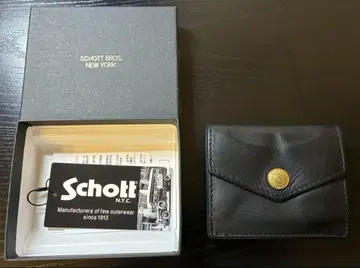 SCHOTT BROS.
NEW YORK
Schott
N.Y.C.
Manufacturers of fine outerwear
since 1913